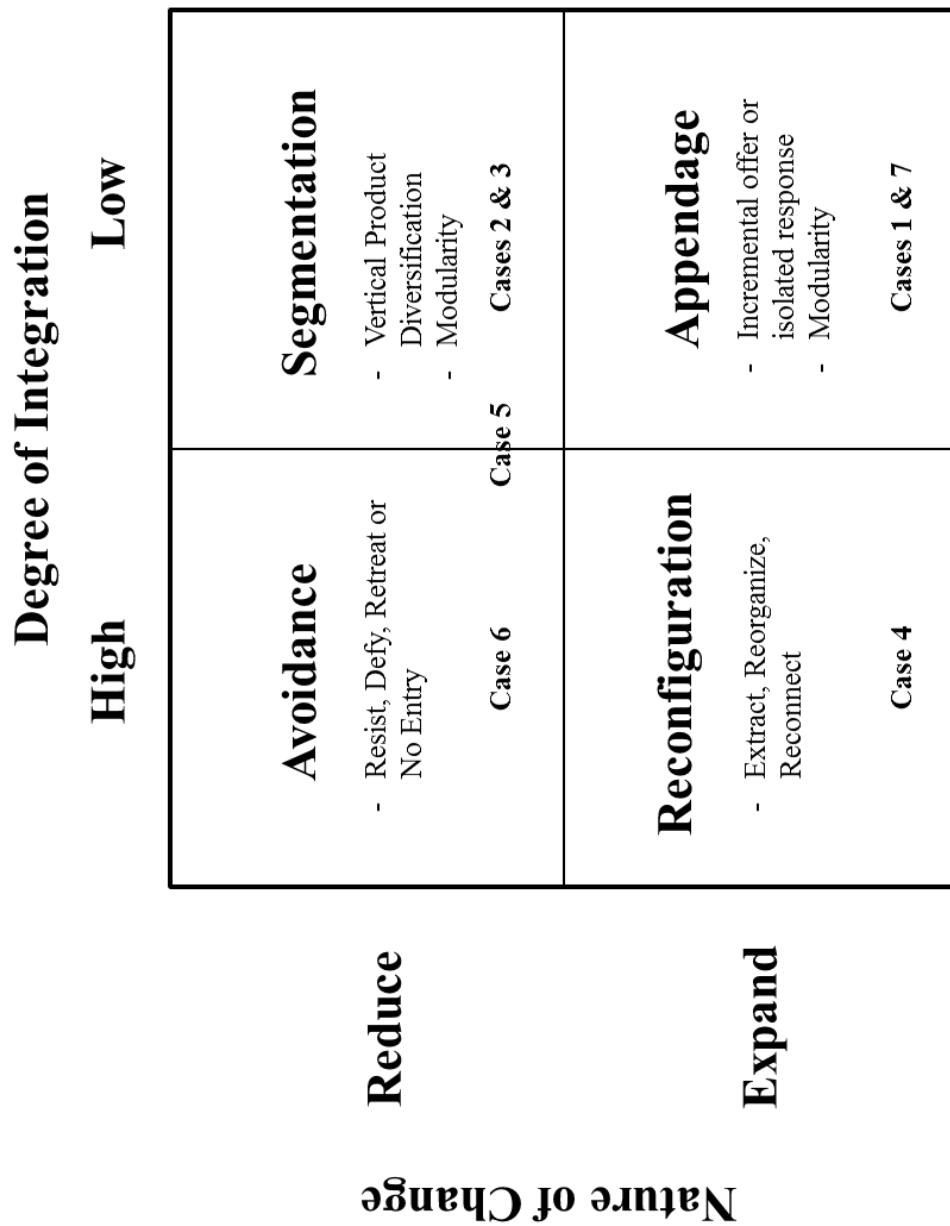 Degree of Integration
High
Low
Nature of Change
Reduce
Avoidance
- Resist, Defy, Retreat or
No Entry
Case 6
Case 5
Segmentation
- Vertical Product
Diversification
- Modularity
Cases 2 & 3
Expand
Reconfiguration
- Extract, Reorganize,
Reconnect
Case 4
Appendage
- Incremental offer or
isolated response
- Modularity
Cases 1 & 7